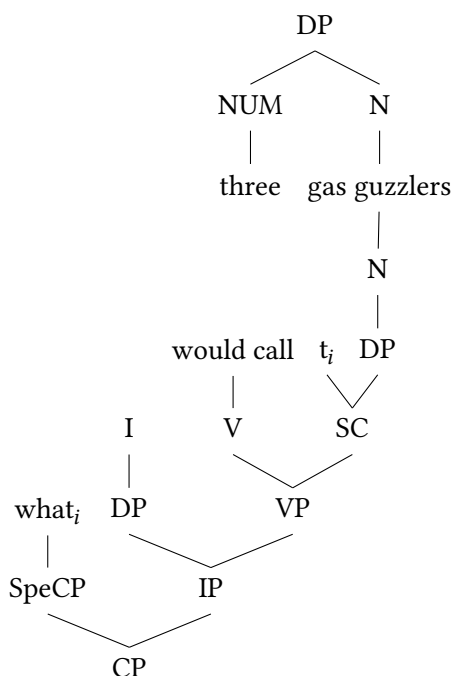 DP
NUM N
three gas guzzlers
N
would call tᵢ DP
I V SC
whatᵢ DP VP
SpeCP IP
CP